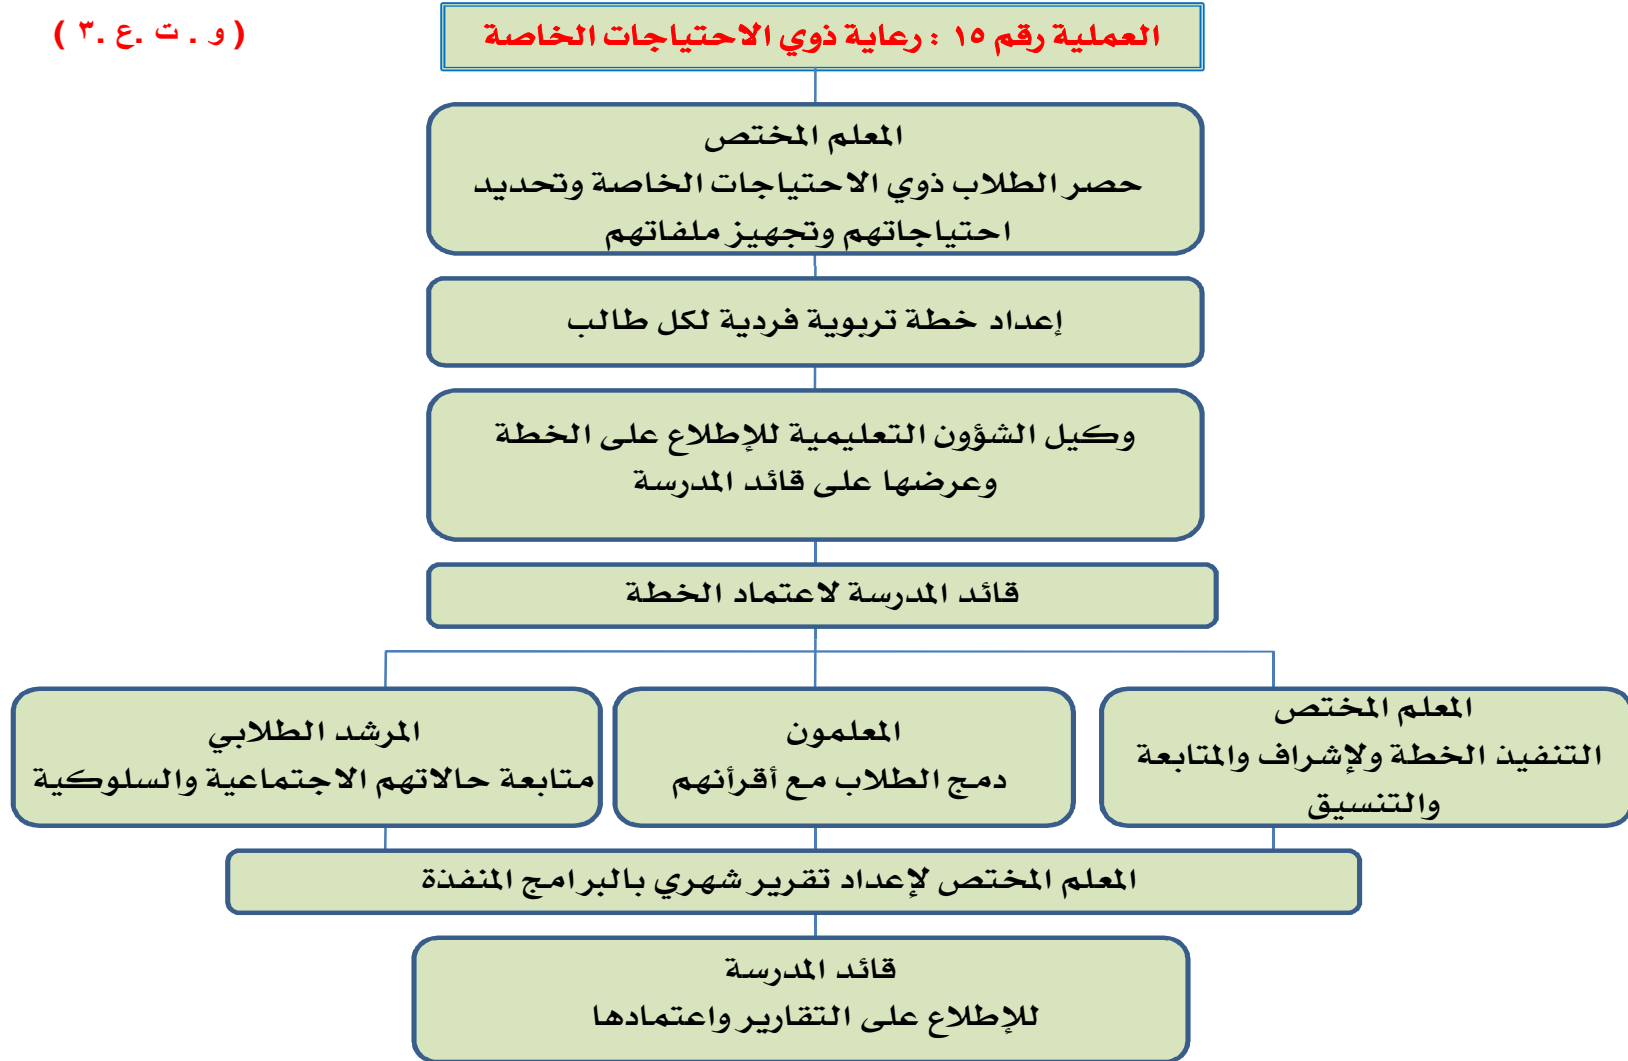 العملية رقم ١٥ : رعاية ذوي الاحتياجات الخاصة
( و . ت .ع .٣ )
المعلم المختص
حصر الطلاب ذوي الاحتياجات الخاصة وتحديد
احتياجاتهم وتجهيز ملفاتهم
إعداد خطة تربوية فردية لكل طالب
وكيل الشؤون التعليمية للإطلاع على الخطة
وعرضها على قائد المدرسة
قائد المدرسة لاعتماد الخطة
المعلم المختص
التنفيذ الخطة ولإشراف والمتابعة
والتنسيق
المعلمون
دمج الطلاب مع أقرأنهم
المرشد الطلابي
متابعة حالاتهم الاجتماعية والسلوكية
المعلم المختص لإعداد تقرير شهري بالبرامج المنفذة
قائد المدرسة
للإطلاع على التقارير واعتمادها